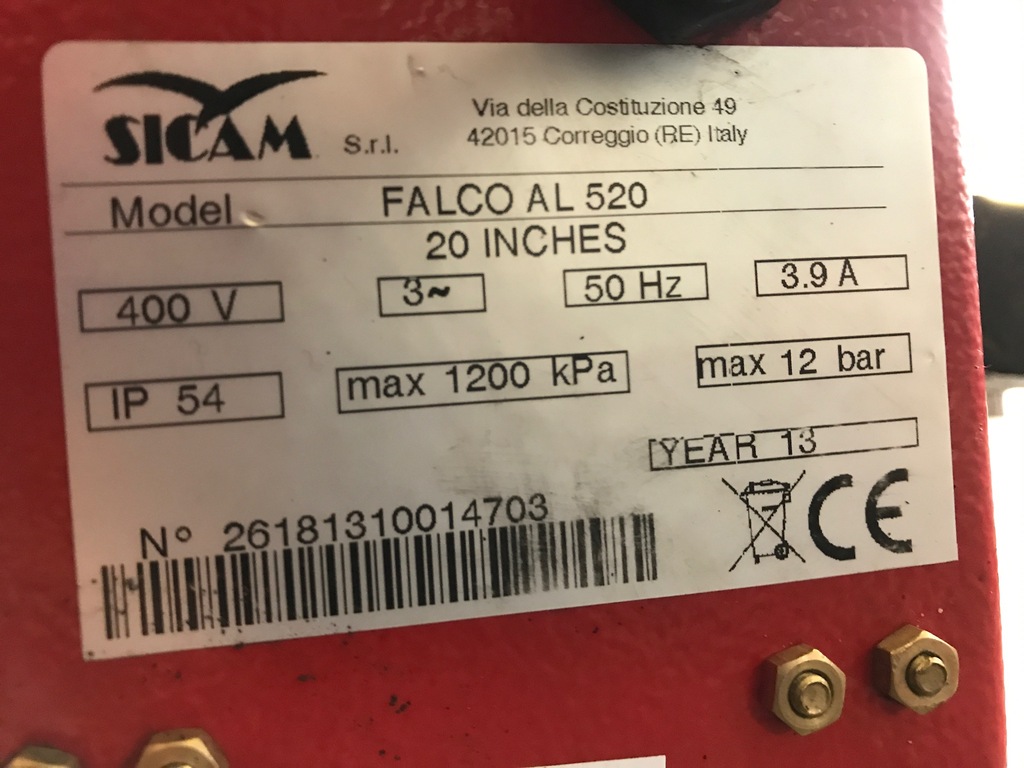 SICAM S.r.l.
Via della Costituzione 49
42015 Correggio (RE) Italy
Model FALCO AL 520
20 INCHES
400 V 3~ 50 Hz 3.9 A
IP 54 max 1200 kPa max 12 bar
YEAR 13
N° 26181310014703
CE